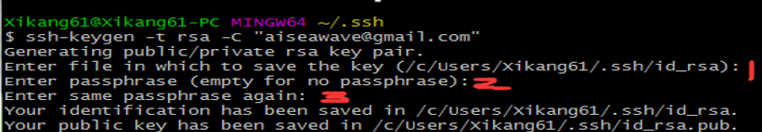 Xikang61@Xikang61-PC MINGW64 ~/.ssh
$ ssh-keygen -t rsa -C "aiseawave@gmail.com"
Generating public/private rsa key pair.
Enter file in which to save the key (/c/Users/Xikang61/.ssh/id_rsa): 1
Enter passphrase (empty for no passphrase): 2
Enter same passphrase again: 3
Your identification has been saved in /c/Users/Xikang61/.ssh/id_rsa.
Your public key has been saved in /c/Users/Xikang61/.ssh/id_rsa.pub.